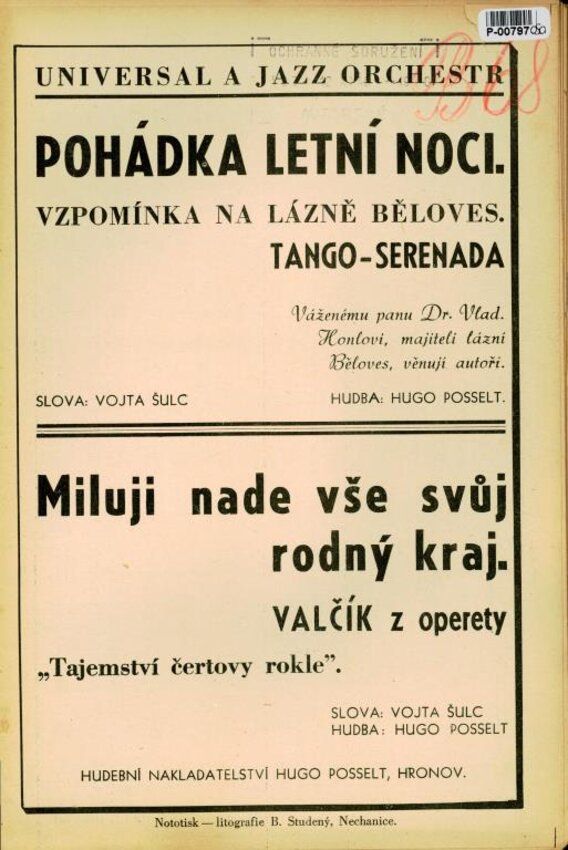 P-00797
OCHRANNÉ SDRUŽENÍ
UNIVERSAL A JAZZ ORCHESTR
POHÁDKA LETNÍ NOCI.
VZPOMÍNKA NA LÁZNĚ BĚLOVES.
TANGO-SERENADA
Váženému panu Dr. Vlad.
Honlovi, majiteli lázní
Běloves, věnují autoři.
SLOVA: VOJTA ŠULC
HUDBA: HUGO POSSELT.
Miluji nade vše svůj
rodný kraj.
VALČÍK z operety
„Tajemství čertovy rokle”.
SLOVA: VOJTA ŠULC
HUDBA: HUGO POSSELT
HUDEBNÍ NAKLADATELSTVÍ HUGO POSSELT, HRONOV.
Nototisk — litografie B. Studený, Nechanice.